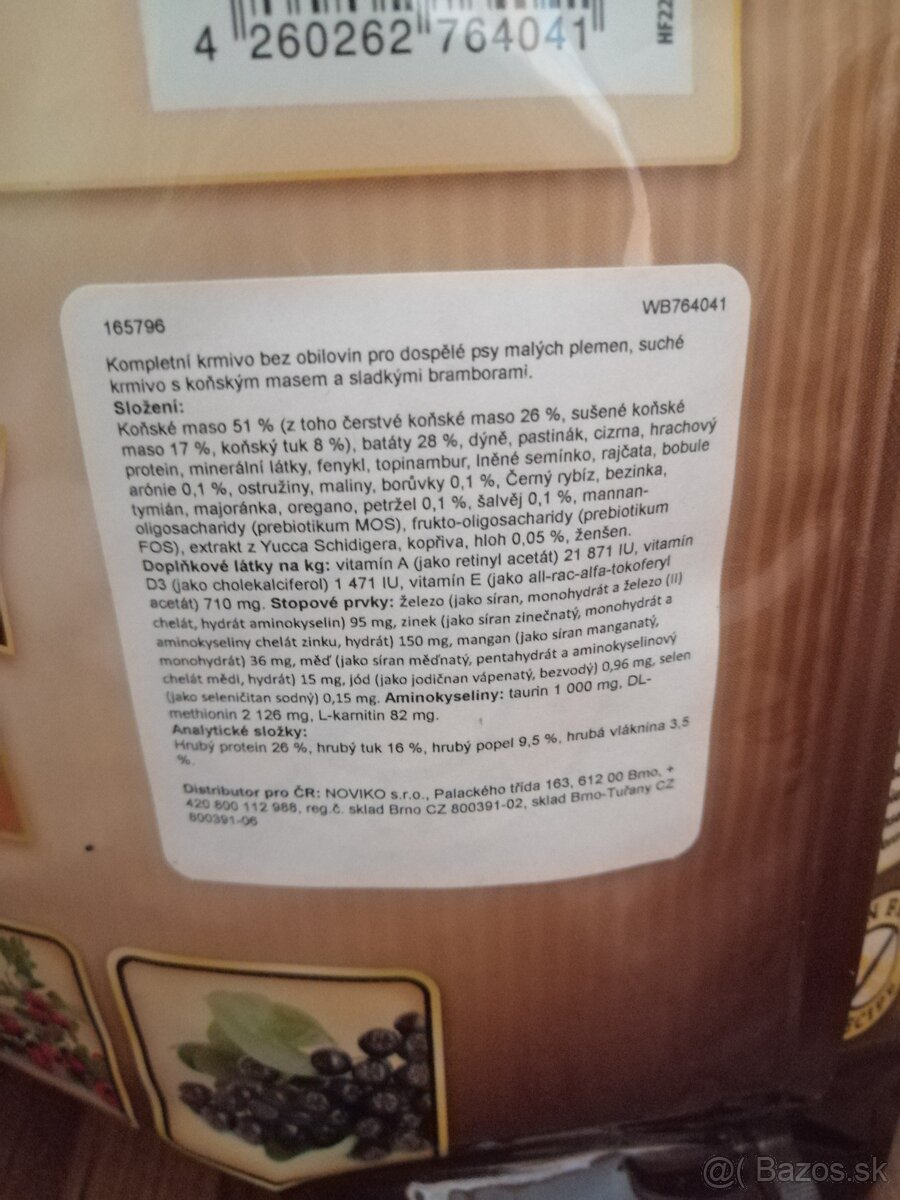 4 260262 764041
HF22
165796
WB764041
Kompletní krmivo bez obilovin pro dospělé psy malých plemen, suché
krmivo s koňským masem a sladkými bramborami.
Složení:
Koňské maso 51 % (z toho čerstvé koňské maso 26 %, sušené koňské
maso 17 %, koňský tuk 8 %), batáty 28 %, dýně, pastinák, cizrna, hrachový
protein, minerální látky, fenykl, topinambur, lněné semínko, rajčata, bobule
arónie 0,1 %, ostružiny, maliny, borůvky 0,1 %, Černý rybíz, bezinka,
tymián, majoránka, oregano, petržel 0,1 %, šalvěj 0,1 %, mannan-
oligosacharidy (prebiotikum MOS), frukto-oligosacharidy (prebiotikum
FOS), extrakt z Yucca Schidigera, kopřiva, hloh 0,05 %, ženšen.
Doplňkové látky na kg: vitamín A (jako retinyl acetát) 21 871 IU, vitamín
D3 (jako cholekalciferol) 1 471 IU, vitamín E (jako all-rac-alfa-tokoferyl
acetát) 710 mg. Stopové prvky: železo (jako síran, monohydrát a železo (II)
chelát, hydrát aminokyselin) 95 mg, zinek (jako síran zinečnatý, monohydrát a
aminokyseliny chelát zinku, hydrát) 150 mg, mangan (jako síran manganatý,
monohydrát) 36 mg, měď (jako síran měďnatý, pentahydrát a aminokyselinový
chelát mědi, hydrát) 15 mg, jód (jako jodičnan vápenatý, bezvodý) 0,96 mg, selen
(jako seleničitan sodný) 0,15 mg. Aminokyseliny: taurin 1 000 mg, DL-
methionin 2 126 mg, L-karnitin 82 mg.
Analytické složky:
Hrubý protein 26 %, hrubý tuk 16 %, hrubý popel 9,5 %, hrubá vláknina 3,5
%.
Distributor pro ČR: NOVIKO s.r.o., Palackého třída 163, 612 00 Brno, +
420 800 112 988, reg.č. sklad Brno CZ 800391-02, sklad Brno-Tuřany CZ
800391-06
@( Bazos.sk